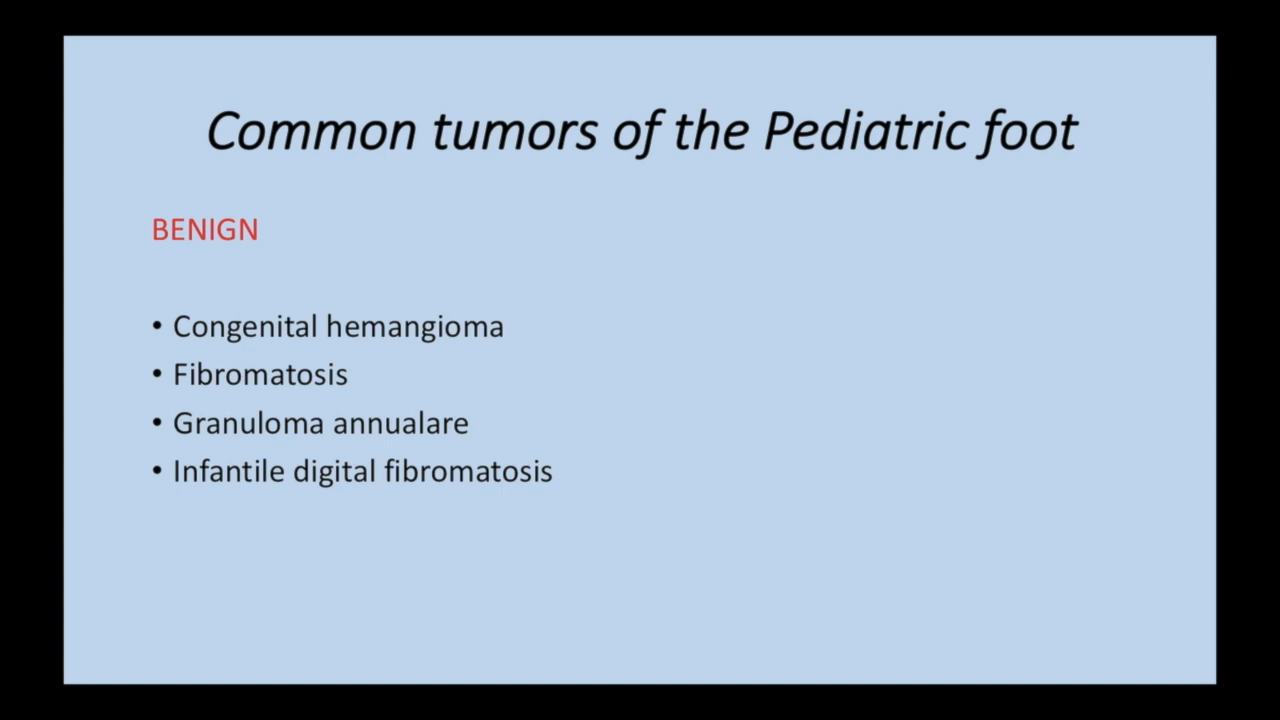 Common tumors of the Pediatric foot
BENIGN
• Congenital hemangioma
• Fibromatosis
• Granuloma annualare
• Infantile digital fibromatosis